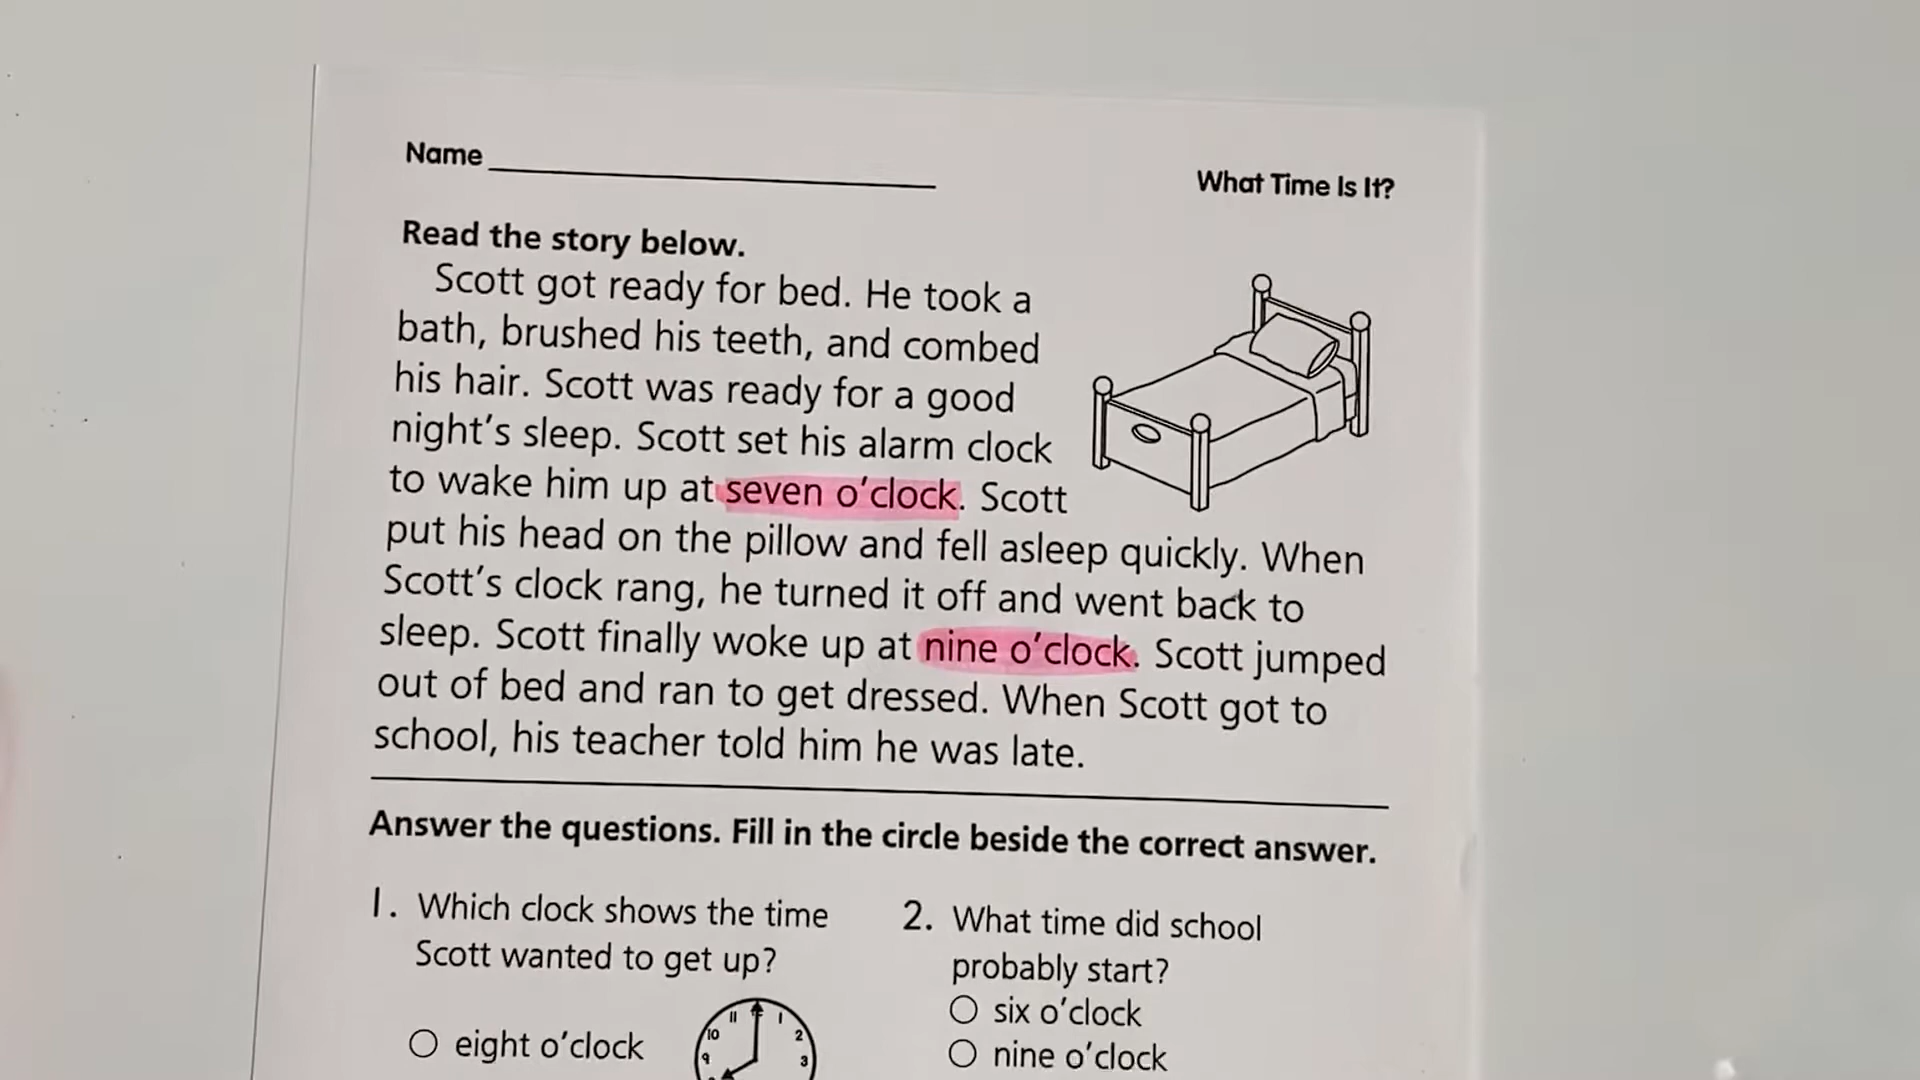 Name
What Time Is It?
Read the story below.
Scott got ready for bed. He took a
bath, brushed his teeth, and combed
his hair. Scott was ready for a good
night's sleep. Scott set his alarm clock
to wake him up at seven o'clock. Scott
put his head on the pillow and fell asleep quickly. When
Scott's clock rang, he turned it off and went back to
sleep. Scott finally woke up at nine o'clock. Scott jumped
out of bed and ran to get dressed. When Scott got to
school, his teacher told him he was late.
Answer the questions. Fill in the circle beside the correct answer.
1. Which clock shows the time
Scott wanted to get up?
eight o'clock
11 1
10 2
9 3
2. What time did school
probably start?
six o'clock
nine o'clock